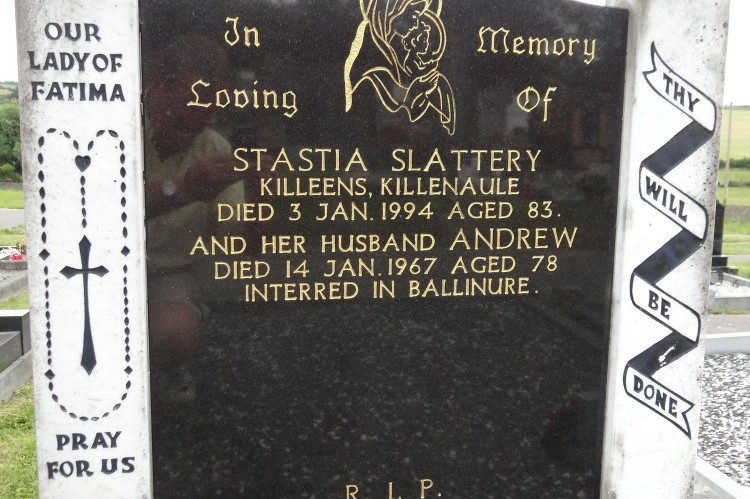 OUR
LADY OF
FATIMA
PRAY
FOR US
In Memory
Loving Of
STASTIA SLATTERY
KILLEENS, KILLENAULE
DIED 3 JAN. 1994 AGED 83.
AND HER HUSBAND ANDREW
DIED 14 JAN. 1967 AGED 78
INTERRED IN BALLINURE.
R. I. P.
THY
WILL
BE
DONE